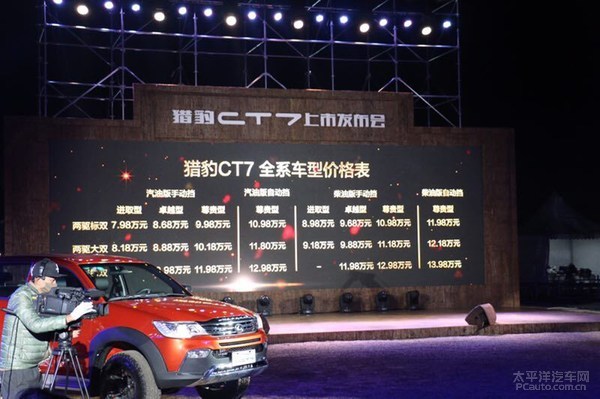 猎豹CT7上市发布会
猎豹CT7 全系车型价格表
汽油版手动挡 汽油版自动挡 柴油版手动挡 柴油版自动挡
进取型 卓越型 尊贵型 尊贵型 进取型 卓越型 尊贵型 尊贵型
两驱标双 7.98万元 8.68万元 9.98万元 10.98万元 8.98万元 9.68万元 10.98万元 11.98万元
两驱大双 8.18万元 8.88万元 10.18万元 11.80万元 9.18万元 9.88万元 11.18万元 12.18万元
双 .98万元 11.98万元 12.98万元 - 11.98万元 12.98万元 13.98万元
太平洋汽车网
PCauto.com.cn